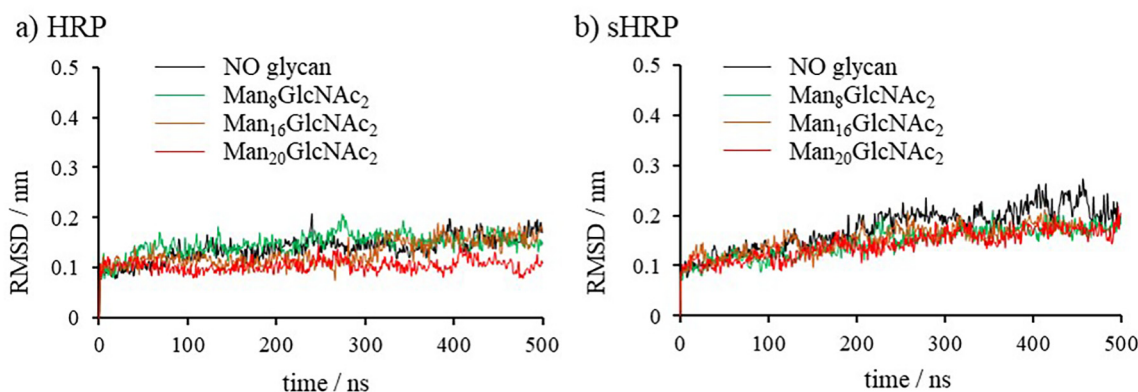 a) HRP
0.5
0.4
0.3
0.2
0.1
0
RMSD / nm
NO glycan
Man₈GlcNAc₂
Man₁₆GlcNAc₂
Man₂₀GlcNAc₂
0 100 200 300 400 500
time / ns
b) sHRP
0.5
0.4
0.3
0.2
0.1
0
RMSD / nm
NO glycan
Man₈GlcNAc₂
Man₁₆GlcNAc₂
Man₂₀GlcNAc₂
0 100 200 300 400 500
time / ns